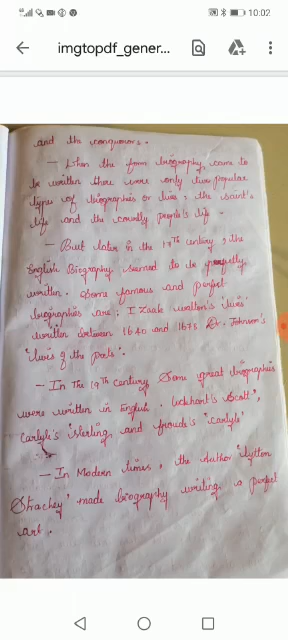 10:02
imgtopdf_gener...
and the conquerors.
– When the form biography came to
be written there were only two popular
types of biographies or lives : the saint's
life and the courtly people's life.
– But later in the 17th century, the
English Biography seemed to be perfectly
written. Some famous and perfect
biographies are : Izaak walton's 'lives'
written between 1640 and 1675 Dr. Johnson's
"lives of the poets".
– In The 19th Century Some great biographies
were written in English. Lockhart's Scott",
Carlyle's 'Sterling, and froude's "carlyle"
– In Modern times, the Author 'lytton
Strachey' made biography writing a perfect
art.